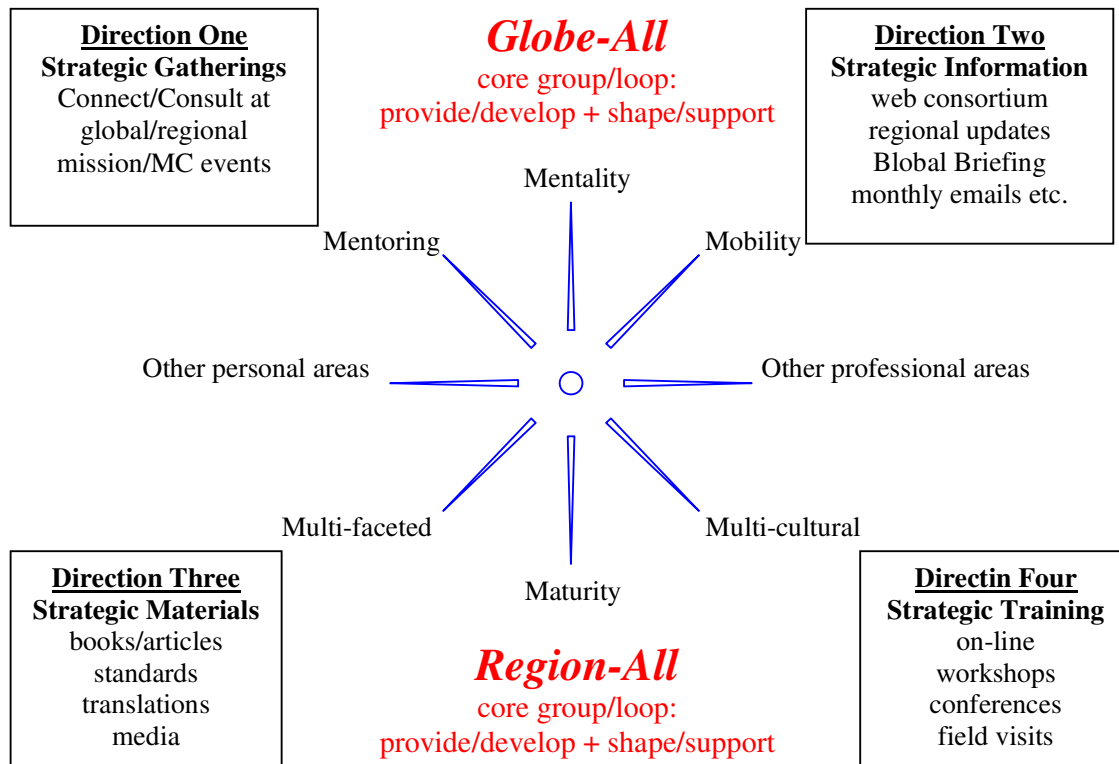 Direction One
Strategic Gatherings
Connect/Consult at
global/regional
mission/MC events
Globe-All
core group/loop:
provide/develop + shape/support
Direction Two
Strategic Information
web consortium
regional updates
Blobal Briefing
monthly emails etc.
Mentality
Mentoring
Mobility
Other personal areas
Other professional areas
Multi-faceted
Multi-cultural
Maturity
Direction Three
Strategic Materials
books/articles
standards
translations
media
Region-All
core group/loop:
provide/develop + shape/support
Directin Four
Strategic Training
on-line
workshops
conferences
field visits